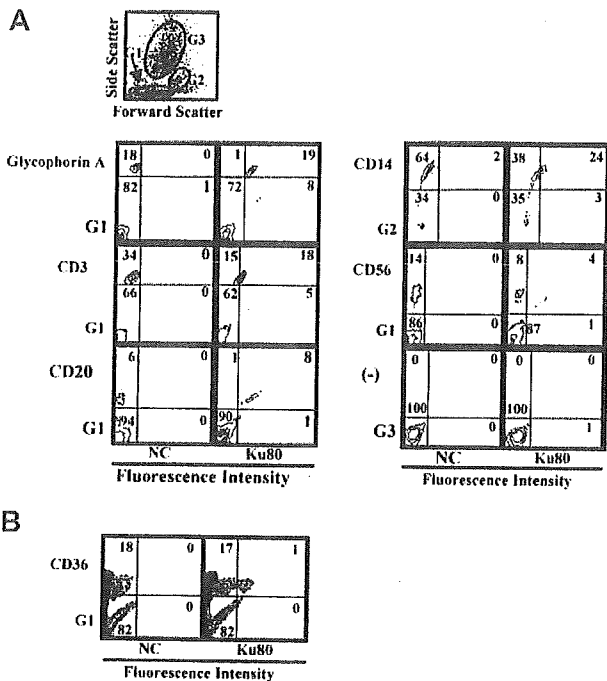 A
Side Scatter
G1
G3
G2
Forward Scatter
Glycophorin A
18 0 1 19
82 1 72 8
G1
CD3
34 0 15 18
66 0 62 5
G1
CD20
6 0 1 8
94 0 90 1
G1
NC Ku80
Fluorescence Intensity
CD14
64 2 38 24
34 0 35 3
G2
CD56
14 0 8 4
86 0 87 1
G1
(-)
0 0 0 0
100 0 100 1
G3
NC Ku80
Fluorescence Intensity
B
CD36
18 0 17 1
0 0
G1
82 82
NC Ku80
Fluorescence Intensity